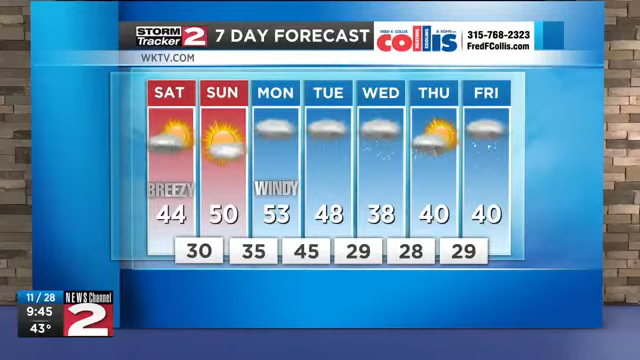 STORM
Tracker 2
7 DAY FORECAST
FRED F. COLLIS & SONS INC.
collis
HEATING
COOLING
315-768-2323
FredFCollis.com
WKTV.COM
SAT SUN MON TUE WED THU FRI
BREEZY WINDY
44 50 53 48 38 40 40
30 35 45 29 28 29
11/28
9:45
43°
NEWS Channel
2